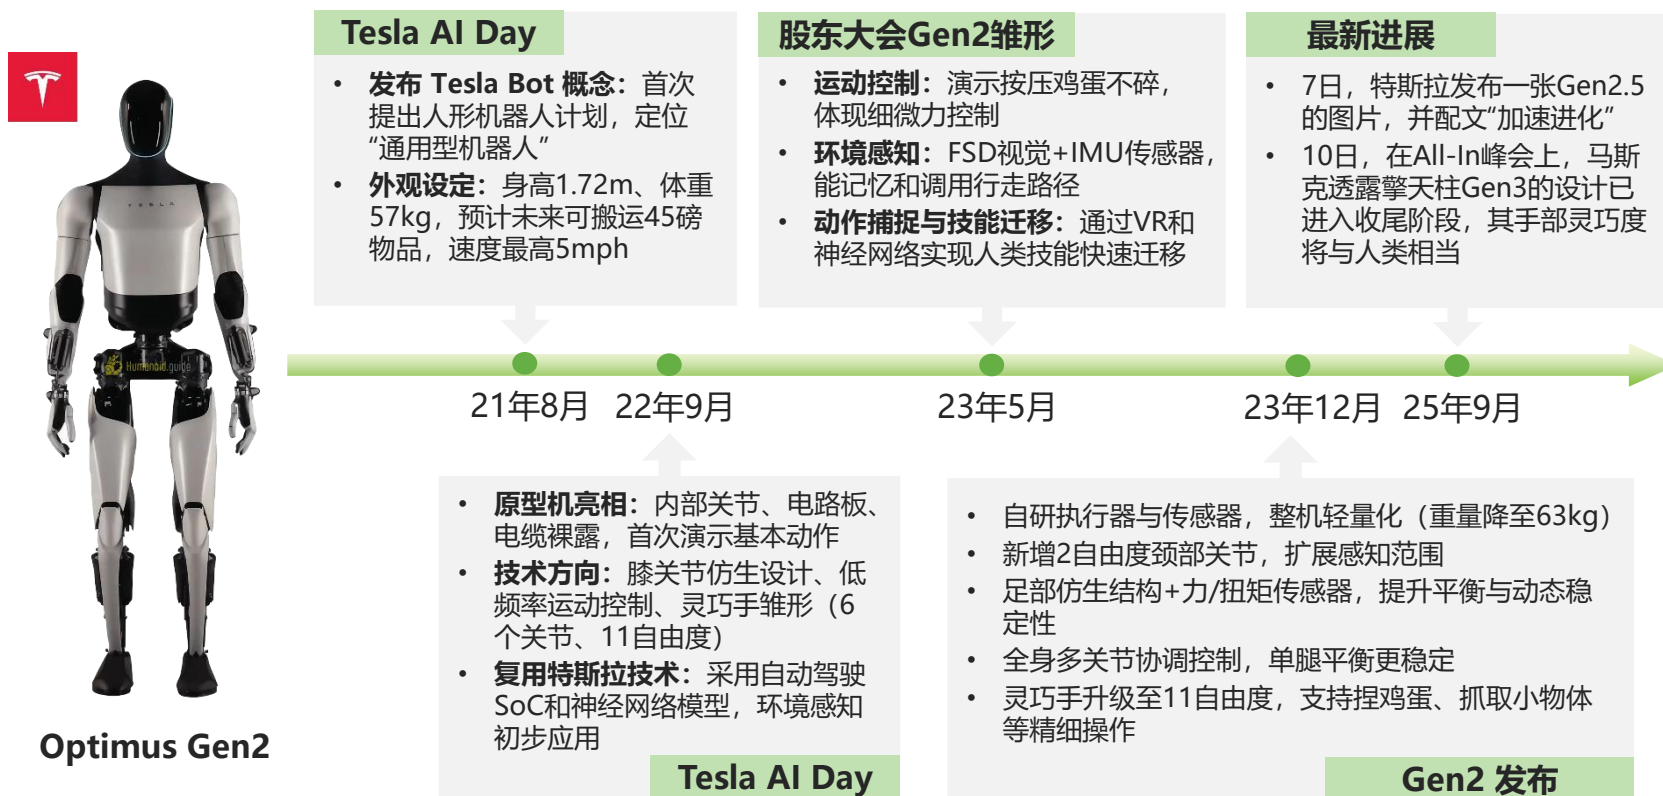 Tesla AI Day
• 发布 Tesla Bot 概念：首次
提出人形机器人计划，定位
“通用型机器人”
• 外观设定：身高1.72m、体重
57kg，预计未来可搬运45磅
物品，速度最高5mph
股东大会Gen2雏形
• 运动控制：演示按压鸡蛋不碎，
体现细微力控制
• 环境感知：FSD视觉+IMU传感器，
能记忆和调用行走路径
• 动作捕捉与技能迁移：通过VR和
神经网络实现人类技能快速迁移
最新进展
• 7日，特斯拉发布一张Gen2.5
的图片，并配文“加速进化”
• 10日，在All-In峰会上，马斯
克透露擎天柱Gen3的设计已
进入收尾阶段，其手部灵巧度
将与人类相当
TESLA
Humanoid.guide
Optimus Gen2
21年8月 22年9月 23年5月 23年12月 25年9月
• 原型机亮相：内部关节、电路板、
电缆裸露，首次演示基本动作
• 技术方向：膝关节仿生设计、低
频率运动控制、灵巧手雏形（6
个关节、11自由度）
• 复用特斯拉技术：采用自动驾驶
SoC和神经网络模型，环境感知
初步应用
Tesla AI Day
• 自研执行器与传感器，整机轻量化（重量降至63kg）
• 新增2自由度颈部关节，扩展感知范围
• 足部仿生结构+力/扭矩传感器，提升平衡与动态稳
定性
• 全身多关节协调控制，单腿平衡更稳定
• 灵巧手升级至11自由度，支持捏鸡蛋、抓取小物体
等精细操作
Gen2 发布